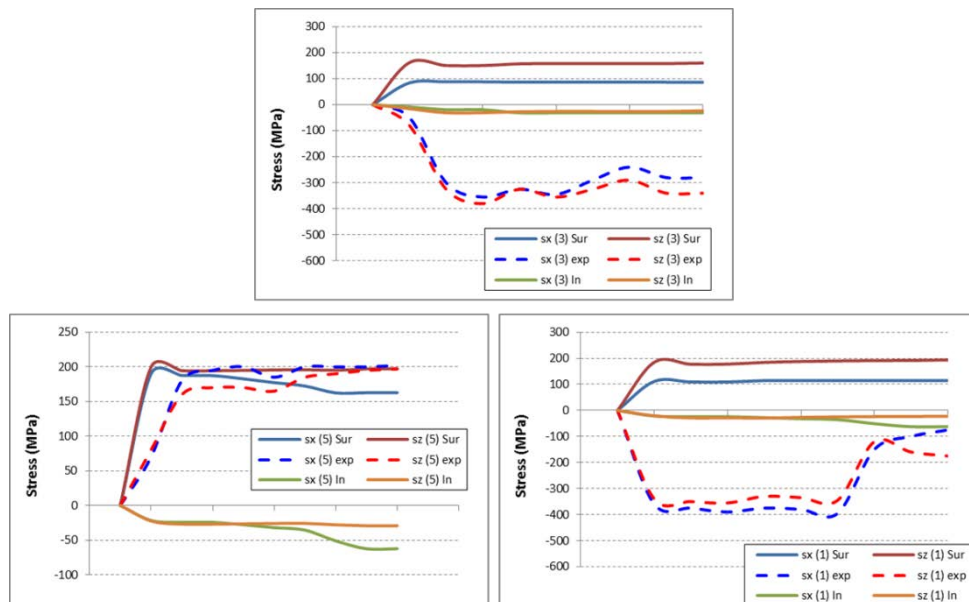 300
200
100
0
-100
-200
-300
-400
-500
-600
Stress (MPa)
sx (3) Sur sz (3) Sur
sx (3) exp sz (3) exp
sx (3) In sz (3) In
250
200
150
100
50
0
-50
-100
Stress (MPa)
sx (5) Sur sz (5) Sur
sx (5) exp sz (5) exp
sx (5) In sz (5) In
300
200
100
0
-100
-200
-300
-400
-500
-600
Stress (MPa)
sx (1) Sur sz (1) Sur
sx (1) exp sz (1) exp
sx (1) In sz (1) In